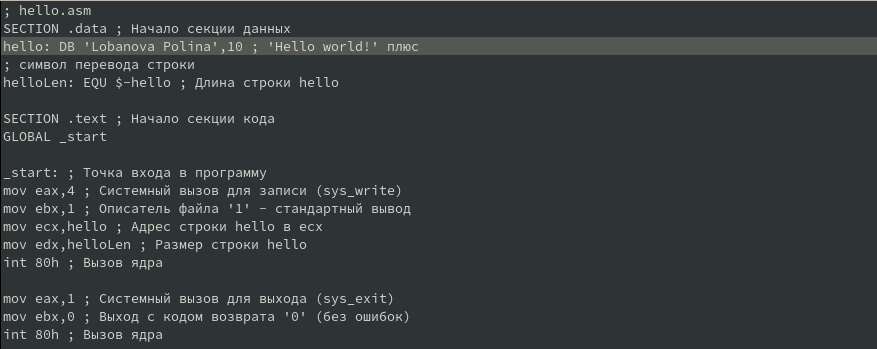 ; hello.asm
SECTION .data ; Начало секции данных
hello: DB 'Lobanova Polina',10 ; 'Hello world!' плюс
; символ перевода строки
helloLen: EQU $-hello ; Длина строки hello
SECTION .text ; Начало секции кода
GLOBAL _start
_start: ; Точка входа в программу
mov eax,4 ; Системный вызов для записи (sys_write)
mov ebx,1 ; Описатель файла '1' - стандартный вывод
mov ecx,hello ; Адрес строки hello в ecx
mov edx,helloLen ; Размер строки hello
int 80h ; Вызов ядра
mov eax,1 ; Системный вызов для выхода (sys_exit)
mov ebx,0 ; Выход с кодом возврата '0' (без ошибок)
int 80h ; Вызов ядра